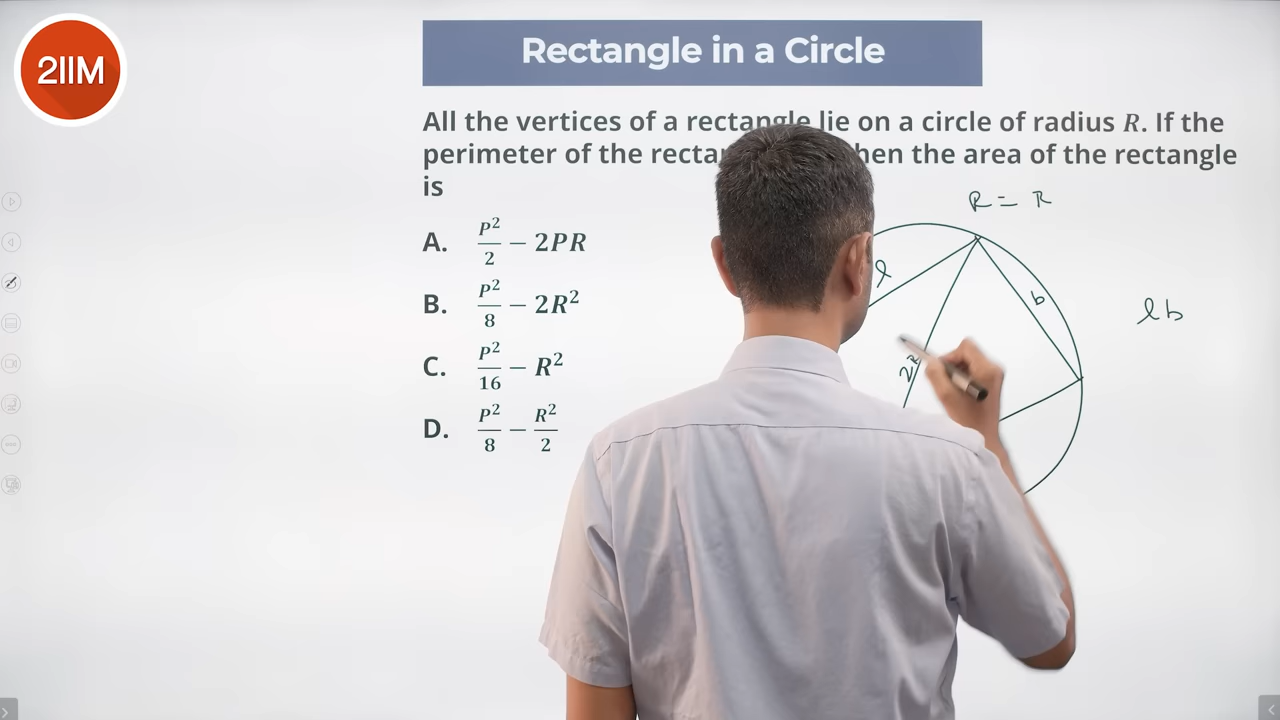 2IIM
Rectangle in a Circle
All the vertices of a rectangle lie on a circle of radius R. If the
perimeter of the the area of the rectangle
is
A. P²/2 − 2PR
B. P²/8 − 2R²
C. P²/16 − R²
D. P²/8 − R²/2
R = R
l
b
lb
2R